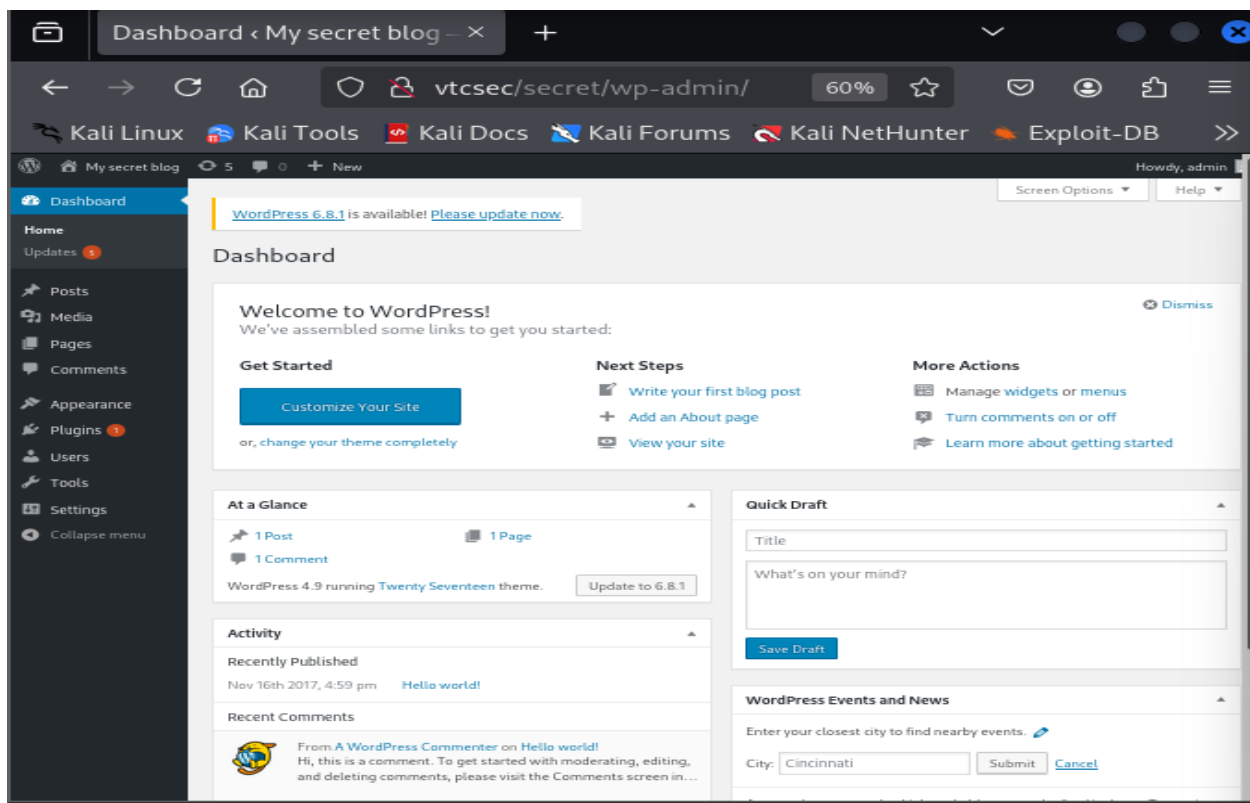 Dashboard ‹ My secret blog –
vtcsec/secret/wp-admin/ 60%
Kali Linux Kali Tools Kali Docs Kali Forums Kali NetHunter Exploit-DB
My secret blog 5 0 + New Howdy, admin
Screen Options Help
Dashboard
Home
Updates 5
Posts
Media
Pages
Comments
Appearance
Plugins 1
Users
Tools
Settings
Collapse menu
WordPress 6.8.1 is available! Please update now.
Dashboard
Welcome to WordPress!
Dismiss
We've assembled some links to get you started:
Get Started
Customize Your Site
or, change your theme completely
Next Steps
Write your first blog post
Add an About page
View your site
More Actions
Manage widgets or menus
Turn comments on or off
Learn more about getting started
At a Glance
1 Post 1 Page
1 Comment
WordPress 4.9 running Twenty Seventeen theme. Update to 6.8.1
Activity
Recently Published
Nov 16th 2017, 4:59 pm Hello world!
Recent Comments
From A WordPress Commenter on Hello world!
Hi, this is a comment. To get started with moderating, editing,
and deleting comments, please visit the Comments screen in…
Quick Draft
Title
What's on your mind?
Save Draft
WordPress Events and News
Enter your closest city to find nearby events.
City: Cincinnati Submit Cancel